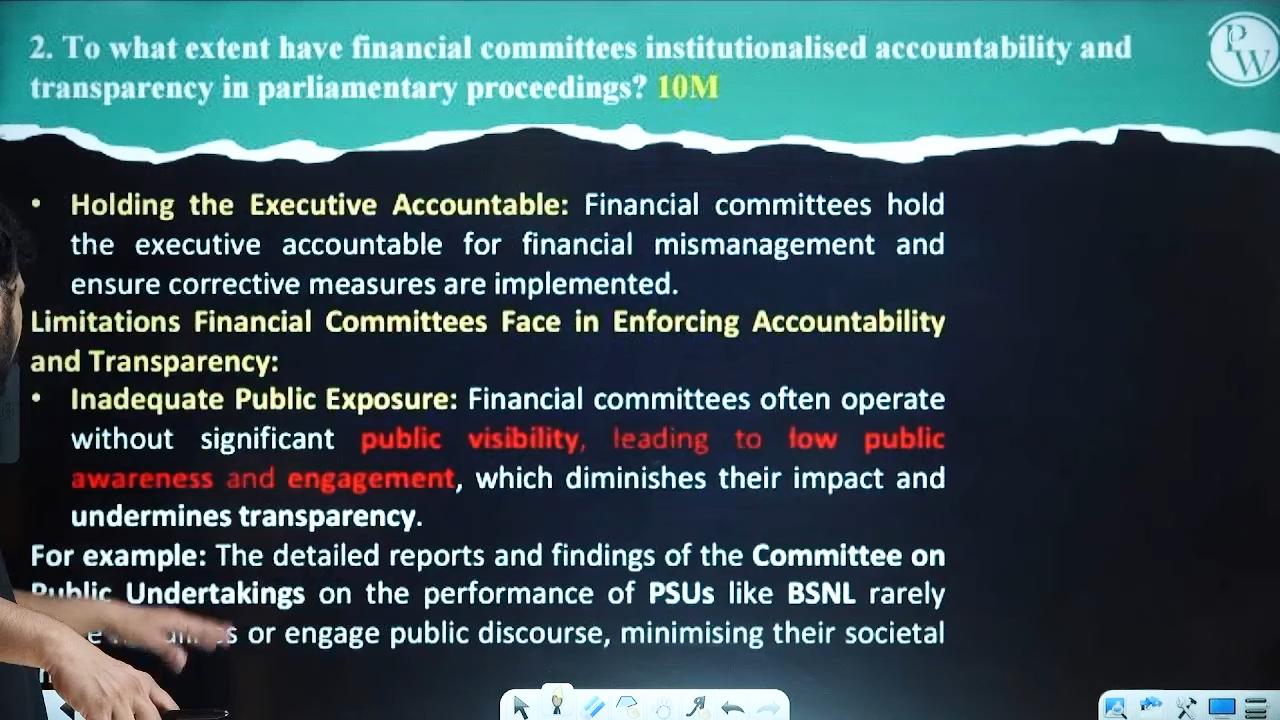 2. To what extent have financial committees institutionalised accountability and
transparency in parliamentary proceedings? 10M
PW
• Holding the Executive Accountable: Financial committees hold
the executive accountable for financial mismanagement and
ensure corrective measures are implemented.
Limitations Financial Committees Face in Enforcing Accountability
and Transparency:
• Inadequate Public Exposure: Financial committees often operate
without significant public visibility, leading to low public
awareness and engagement, which diminishes their impact and
undermines transparency.
For example: The detailed reports and findings of the Committee on
Public Undertakings on the performance of PSUs like BSNL rarely
or engage public discourse, minimising their societal